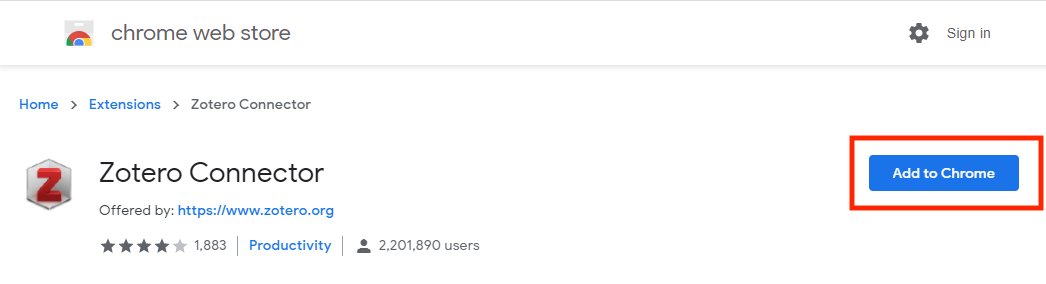 chrome web store
Sign in
Home > Extensions > Zotero Connector
Z
Zotero Connector
Add to Chrome
Offered by: https://www.zotero.org
1,883 Productivity 2,201,890 users